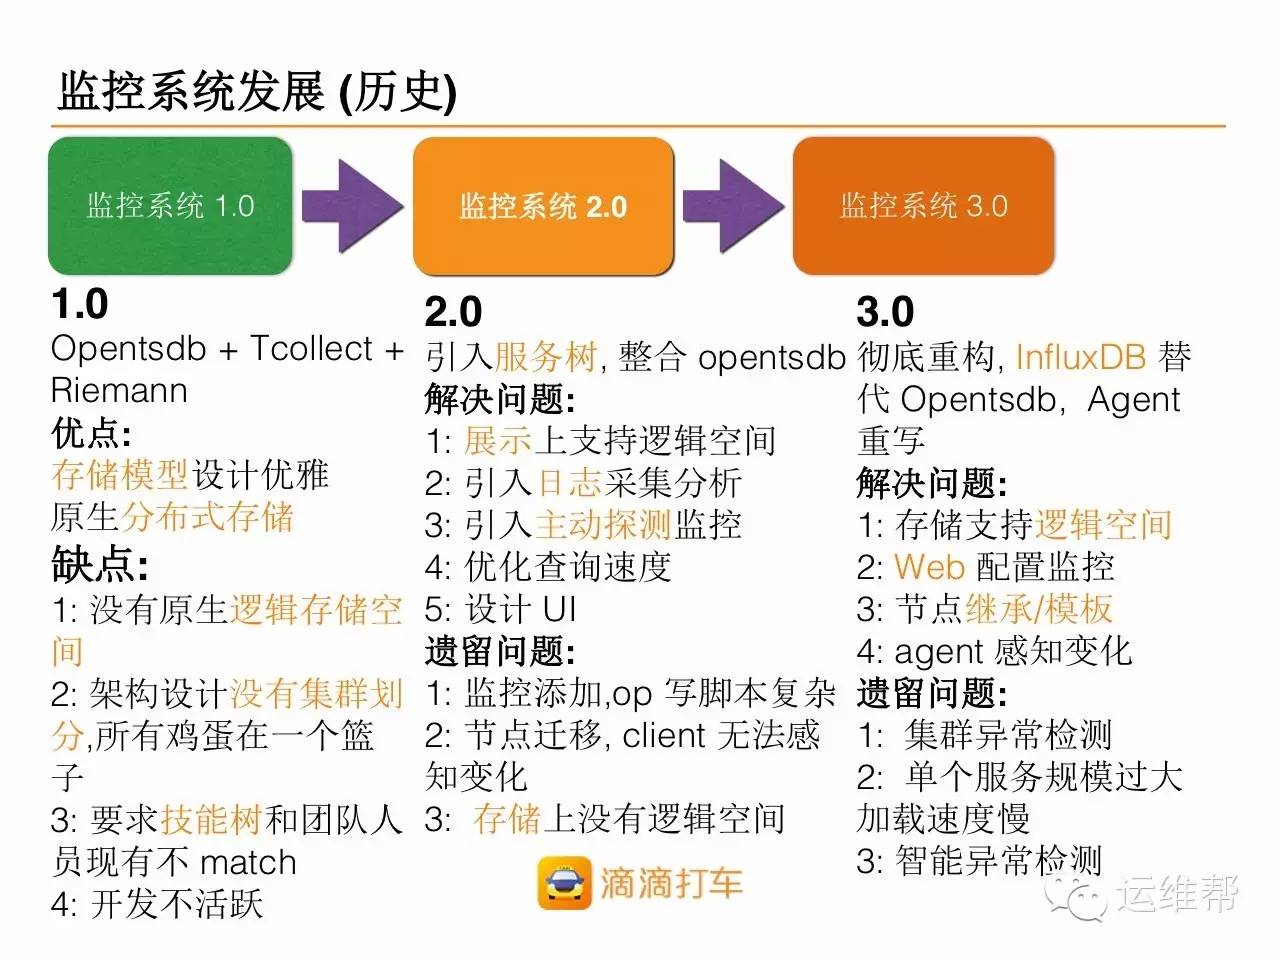 监控系统发展 (历史)
监控系统 1.0
监控系统 2.0
监控系统 3.0
1.0
Opentsdb + Tcollect +
Riemann
优点:
存储模型设计优雅
原生分布式存储
缺点:
1: 没有原生逻辑存储空
间
2: 架构设计没有集群划
分,所有鸡蛋在一个篮
子
3: 要求技能树和团队人
员现有不 match
4: 开发不活跃
2.0
引入服务树, 整合 opentsdb
解决问题:
1: 展示上支持逻辑空间
2: 引入日志采集分析
3: 引入主动探测监控
4: 优化查询速度
5: 设计 UI
遗留问题:
1: 监控添加,op 写脚本复杂
2: 节点迁移, client 无法感
知变化
3: 存储上没有逻辑空间
3.0
彻底重构, InfluxDB 替
代 Opentsdb, Agent
重写
解决问题:
1: 存储支持逻辑空间
2: Web 配置监控
3: 节点继承/模板
4: agent 感知变化
遗留问题:
1: 集群异常检测
2: 单个服务规模过大
加载速度慢
3: 智能异常检测
滴滴打车
运维帮